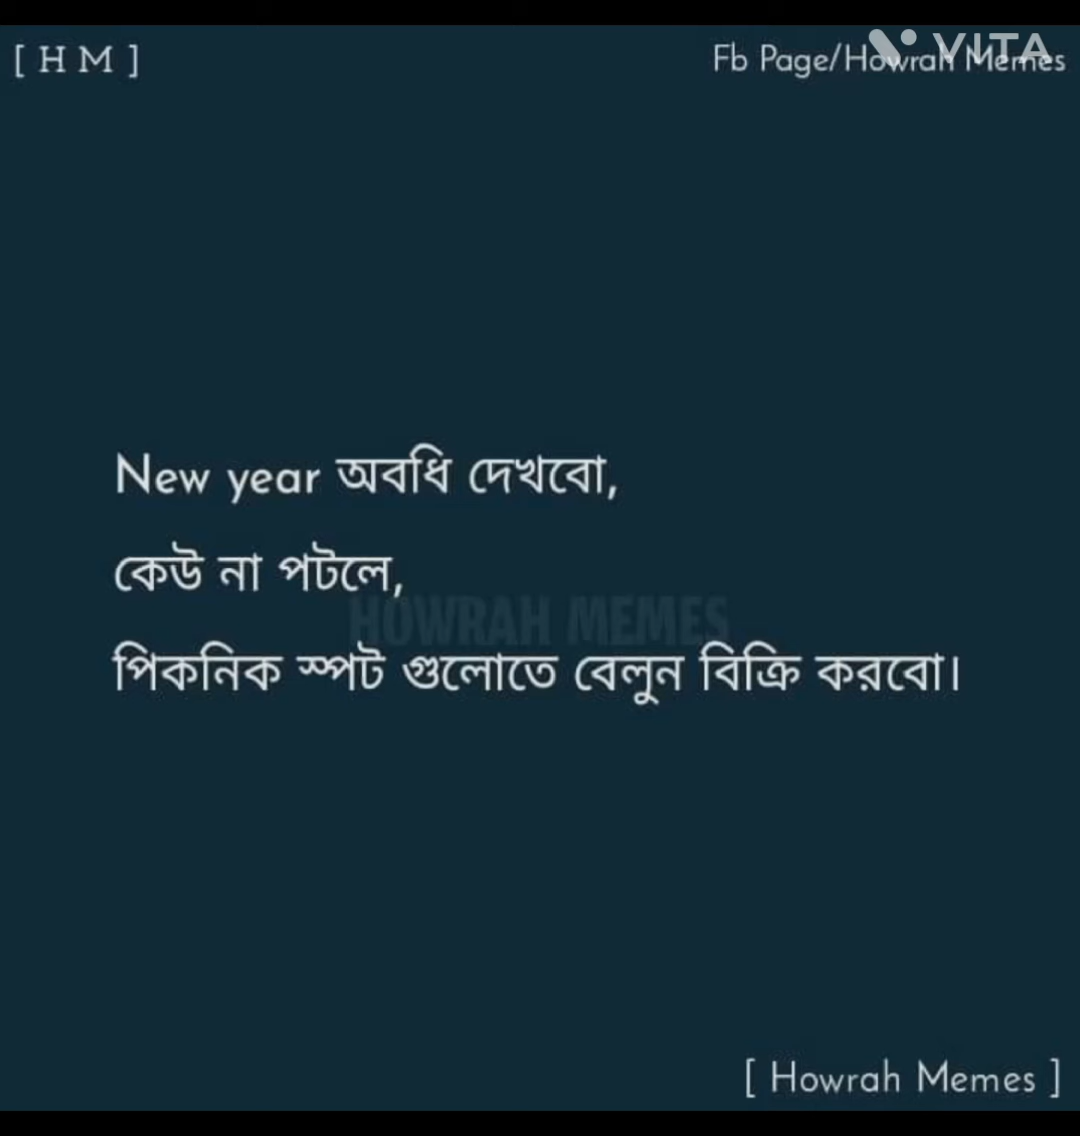 [ H M ]
Fb Page/Howrah Memes
VITA
New year অবধি দেখবো,
কেউ না পটলে,
HOWRAH MEMES
পিকনিক স্পট গুলোতে বেলুন বিক্রি করবো।
[ Howrah Memes ]